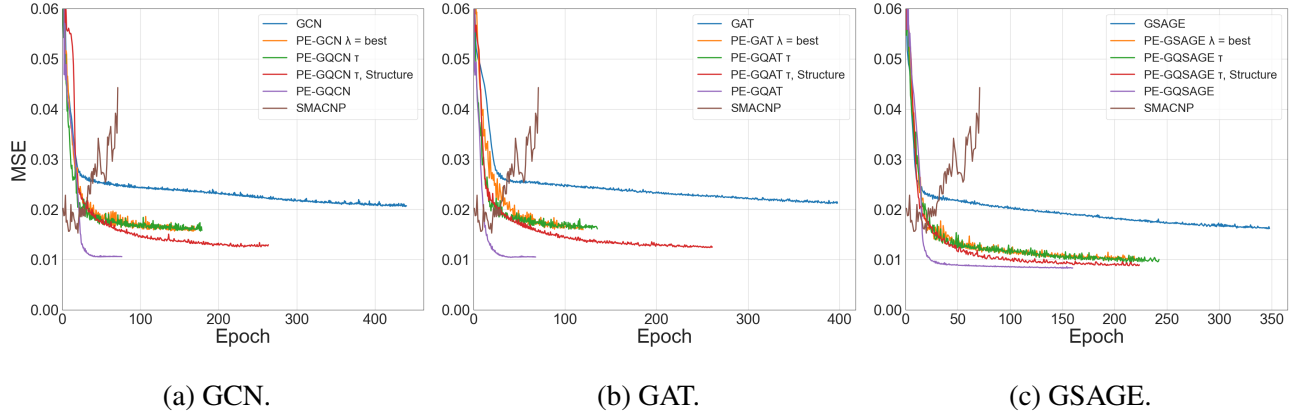 MSE
0.06
0.05
0.04
0.03
0.02
0.01
0.00
0 100 200 300 400
Epoch
GCN
PE-GCN λ = best
PE-GQCN τ
PE-GQCN τ, Structure
PE-GQCN
SMACNP
(a) GCN.
0.06
0.05
0.04
0.03
0.02
0.01
0.00
0 100 200 300 400
Epoch
GAT
PE-GAT λ = best
PE-GQAT τ
PE-GQAT τ, Structure
PE-GQAT
SMACNP
(b) GAT.
0.06
0.05
0.04
0.03
0.02
0.01
0.00
0 50 100 150 200 250 300 350
Epoch
GSAGE
PE-GSAGE λ = best
PE-GQSAGE τ
PE-GQSAGE τ, Structure
PE-GQSAGE
SMACNP
(c) GSAGE.